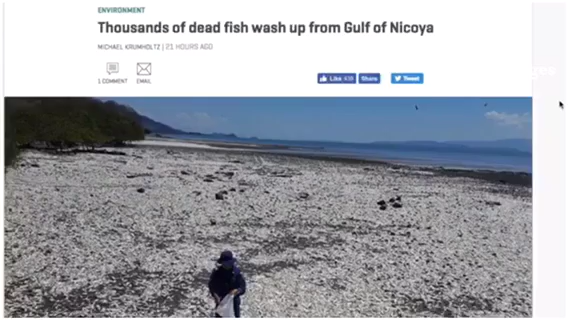 ENVIRONMENT
Thousands of dead fish wash up from Gulf of Nicoya
MICHAEL KRUMHOLTZ | 21 HOURS AGO
1 COMMENT EMAIL
Like Share Tweet